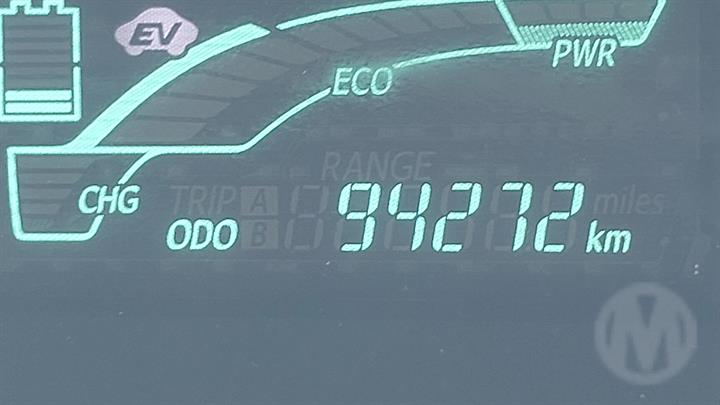 EV
PWR
ECO
RANGE
CHG TRIP A 94272 miles
ODO B km
M